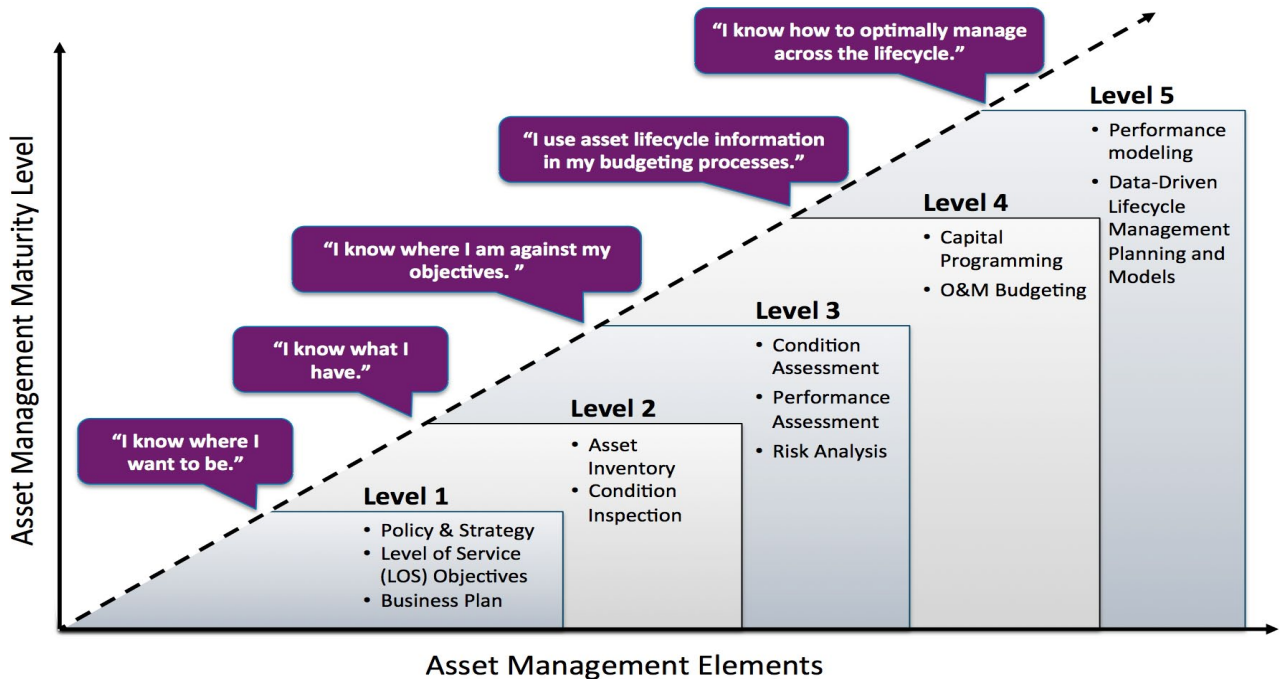 “I know how to optimally manage
across the lifecycle.”
Level 5
• Performance
modeling
• Data-Driven
Lifecycle
Management
Planning and
Models
“I use asset lifecycle information
in my budgeting processes.”
Level 4
• Capital
Programming
• O&M Budgeting
“I know where I am against my
objectives. ”
Level 3
• Condition
Assessment
• Performance
Assessment
• Risk Analysis
“I know what I
have.”
Level 2
• Asset
Inventory
• Condition
Inspection
“I know where I
want to be.”
Level 1
• Policy & Strategy
• Level of Service
(LOS) Objectives
• Business Plan
Asset Management Maturity Level
Asset Management Elements